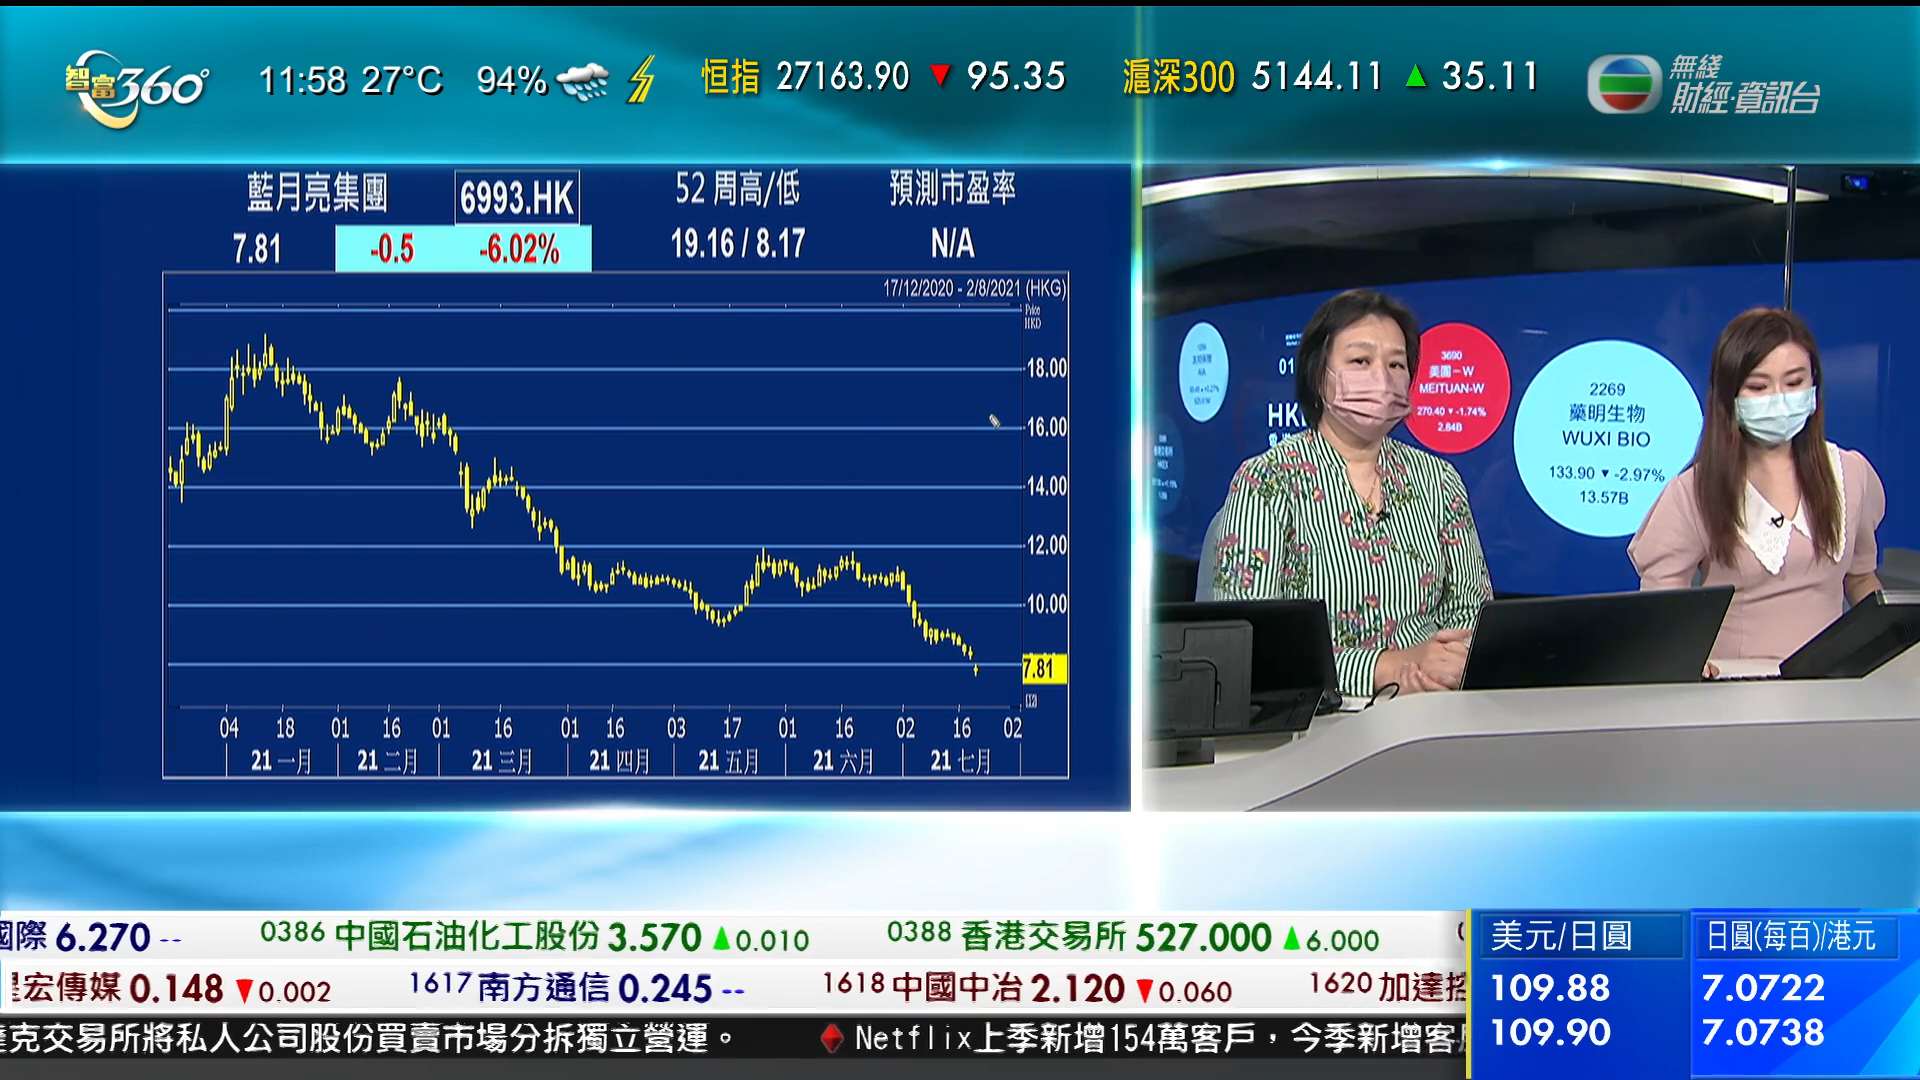 智富360°
11:58 27°C 94%
恒指 27163.90 ▼ 95.35
滬深300 5144.11 ▲ 35.11
無綫
財經·資訊台
藍月亮集團 6993.HK 52 周高/低 預測市盈率
7.81 -0.5 -6.02% 19.16 / 8.17 N/A
17/12/2020 - 2/8/2021 (HKG)
Price
HKD
18.00
16.00
14.00
12.00
10.00
7.81
04 18 01 16 01 16 01 16 03 17 01 16 02 16 02
21 一月 21 二月 21 三月 21 四月 21 五月 21 六月 21 七月
01
HK
3690
美團－W
MEITUAN-W
270.40 ▼ -1.74%
2.84B
2269
藥明生物
WUXI BIO
133.90 ▼ -2.97%
13.57B
國際 6.270 -- 0386 中國石油化工股份 3.570 ▲ 0.010 0388 香港交易所 527.000 ▲ 6.000
宏傳媒 0.148 ▼ 0.002 1617 南方通信 0.245 -- 1618 中國中冶 2.120 ▼ 0.060 1620 加達控
克交易所將私人公司股份買賣市場分拆獨立營運。 Netflix上季新增154萬客戶，今季新增客
美元/日圓
109.88
109.90
日圓(每百)/港元
7.0722
7.0738